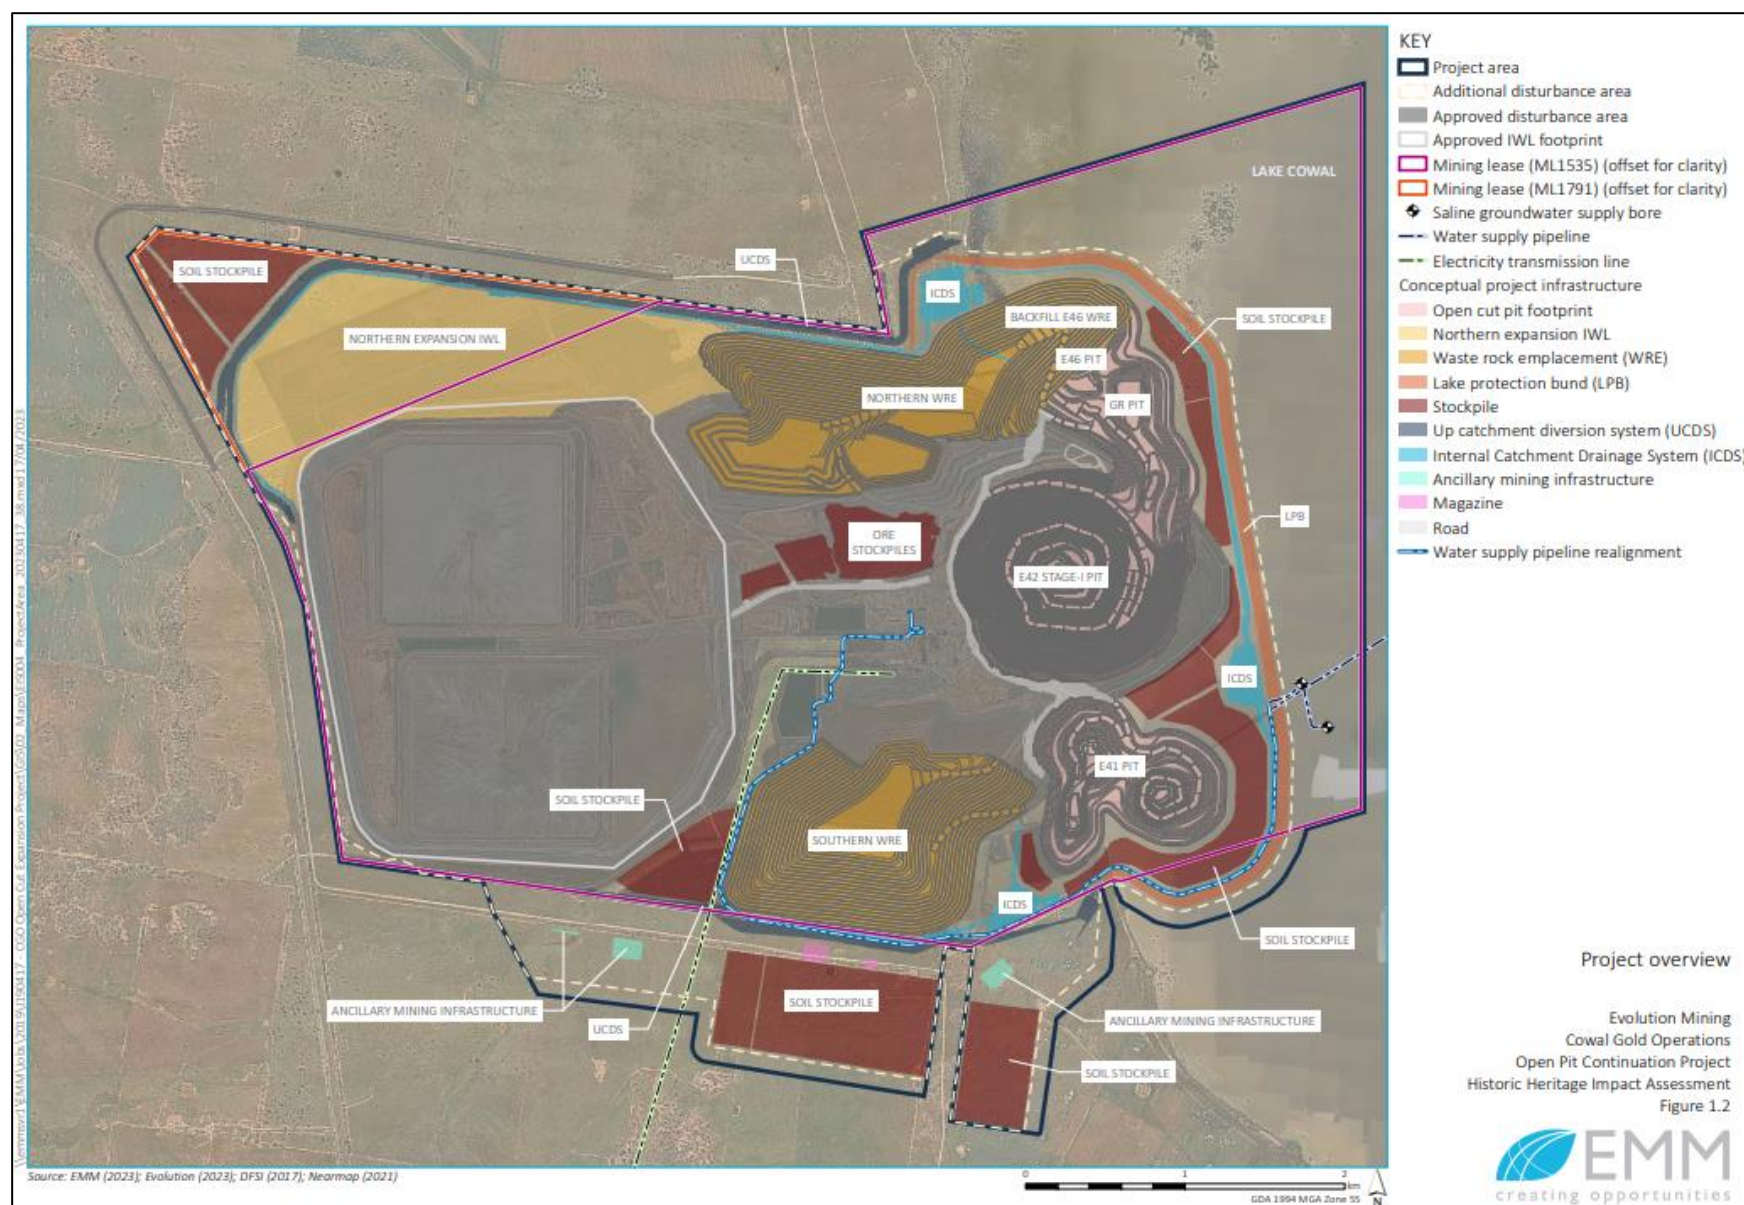 LAKE COWAL
SOIL STOCKPILE
UCDS
NORTHERN EXPANSION IWL
ICDS
BACKFILL E46 WRE
SOIL STOCKPILE
E46 PIT
NORTHERN WRE
GR PIT
LPB
ORE
STOCKPILES
E42 STAGE-I PIT
ICDS
E41 PIT
SOIL STOCKPILE
SOUTHERN WRE
ICDS
SOIL STOCKPILE
ANCILLARY MINING INFRASTRUCTURE
SOIL STOCKPILE
ANCILLARY MINING INFRASTRUCTURE
UCDS
SOIL STOCKPILE
KEY
Project area
Additional disturbance area
Approved disturbance area
Approved IWL footprint
Mining lease (ML1535) (offset for clarity)
Mining lease (ML1791) (offset for clarity)
Saline groundwater supply bore
Water supply pipeline
Electricity transmission line
Conceptual project infrastructure
Open cut pit footprint
Northern expansion IWL
Waste rock emplacement (WRE)
Lake protection bund (LPB)
Stockpile
Up catchment diversion system (UCDS)
Internal Catchment Drainage System (ICDS)
Ancillary mining infrastructure
Magazine
Road
Water supply pipeline realignment
Project overview
Evolution Mining
Cowal Gold Operations
Open Pit Continuation Project
Historic Heritage Impact Assessment
Figure 1.2
EMM
creating opportunities
Source: EMM (2023); Evolution (2023); DFSI (2017); Nearmap (2021)
0 1 2
km
GDA 1994 MGA Zone 55
N